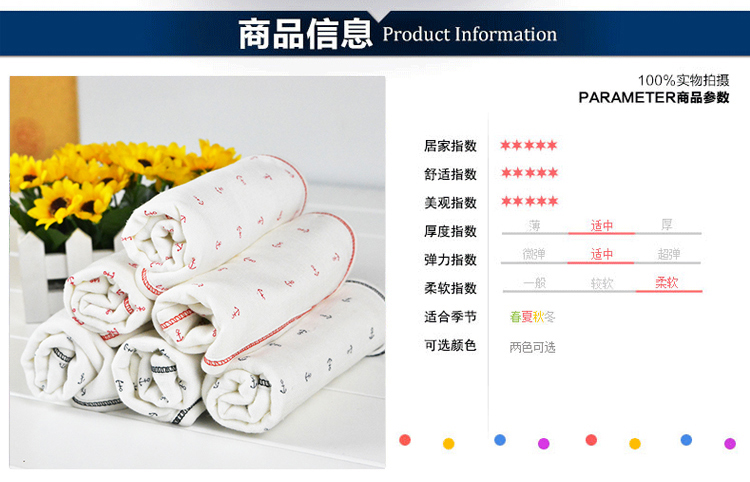 商品信息 Product Information
100%实物拍摄
PARAMETER商品参数
居家指数
舒适指数
美观指数
厚度指数 薄 适中 厚
弹力指数 微弹 适中 超弹
柔软指数 一般 较软 柔软
适合季节 春夏秋冬
可选颜色 两色可选